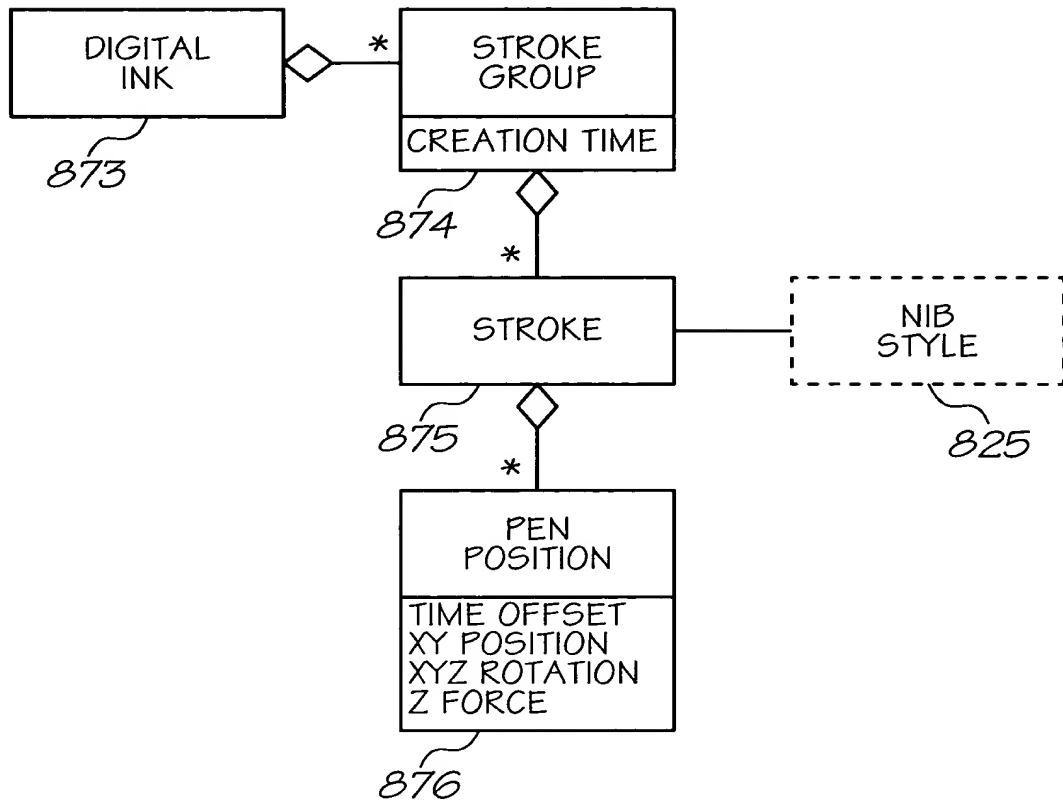 DIGITAL
INK
*
STROKE
GROUP
CREATION TIME
873
874
*
STROKE
NIB
STYLE
875
825
*
PEN
POSITION
TIME OFFSET
XY POSITION
XYZ ROTATION
Z FORCE
876